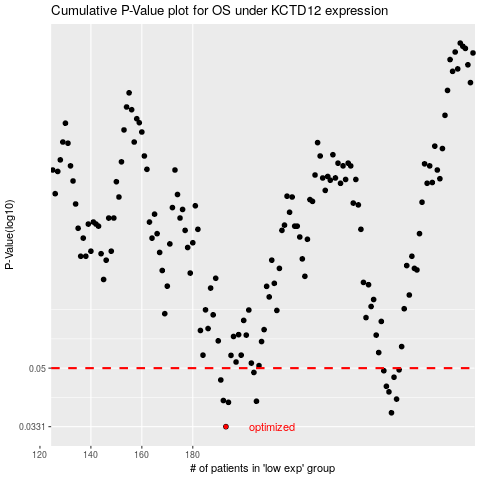 Cumulative P-Value plot for OS under KCTD12 expression
P-Value(log10)
0.05
0.0331
optimized
120 140 160 180
# of patients in 'low exp' group